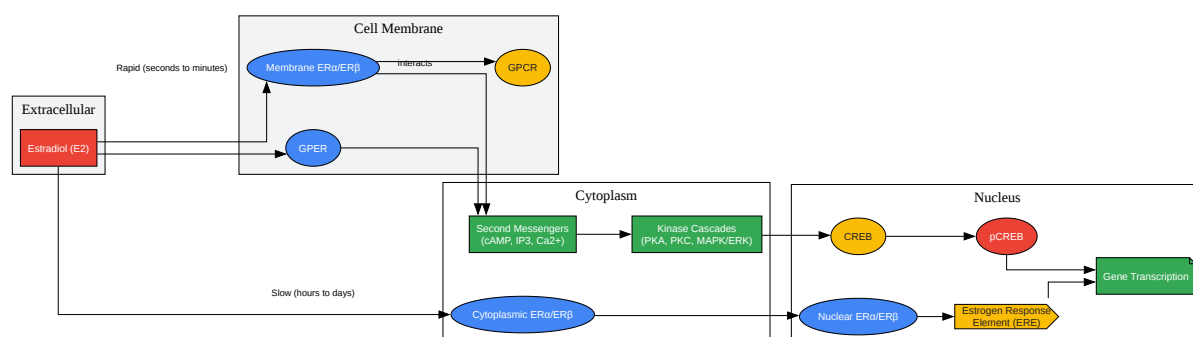 Cell Membrane
Rapid (seconds to minutes)
Membrane ERα/ERβ
interacts
GPCR
Extracellular
Estradiol (E2)
GPER
Cytoplasm
Nucleus
Second Messengers
(cAMP, IP3, Ca2+)
Kinase Cascades
(PKA, PKC, MAPK/ERK)
CREB
pCREB
Gene Transcription
Slow (hours to days)
Cytoplasmic ERα/ERβ
Nuclear ERα/ERβ
Estrogen Response
Element (ERE)